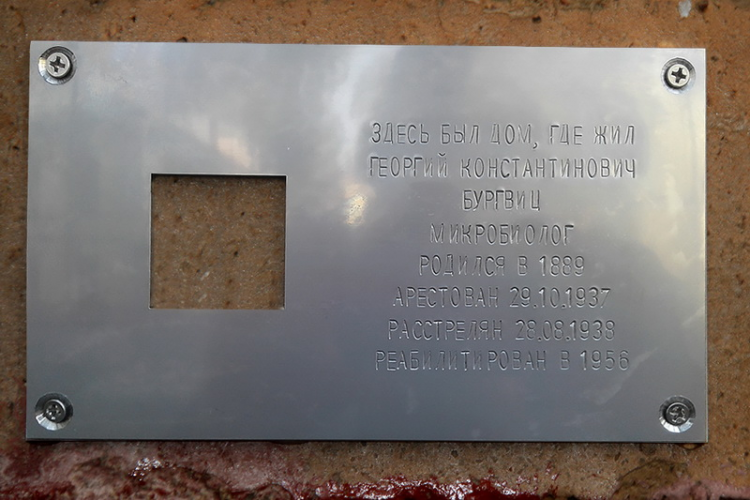 ЗДЕСЬ БЫЛ ДОМ, ГДЕ ЖИЛ
ГЕОРГИЙ КОНСТАНТИНОВИЧ
БУРГВИЦ
МИКРОБИОЛОГ
РОДИЛСЯ В 1889
АРЕСТОВАН 29.10.1937
РАССТРЕЛЯН 28.08.1938
РЕАБИЛИТИРОВАН В 1956